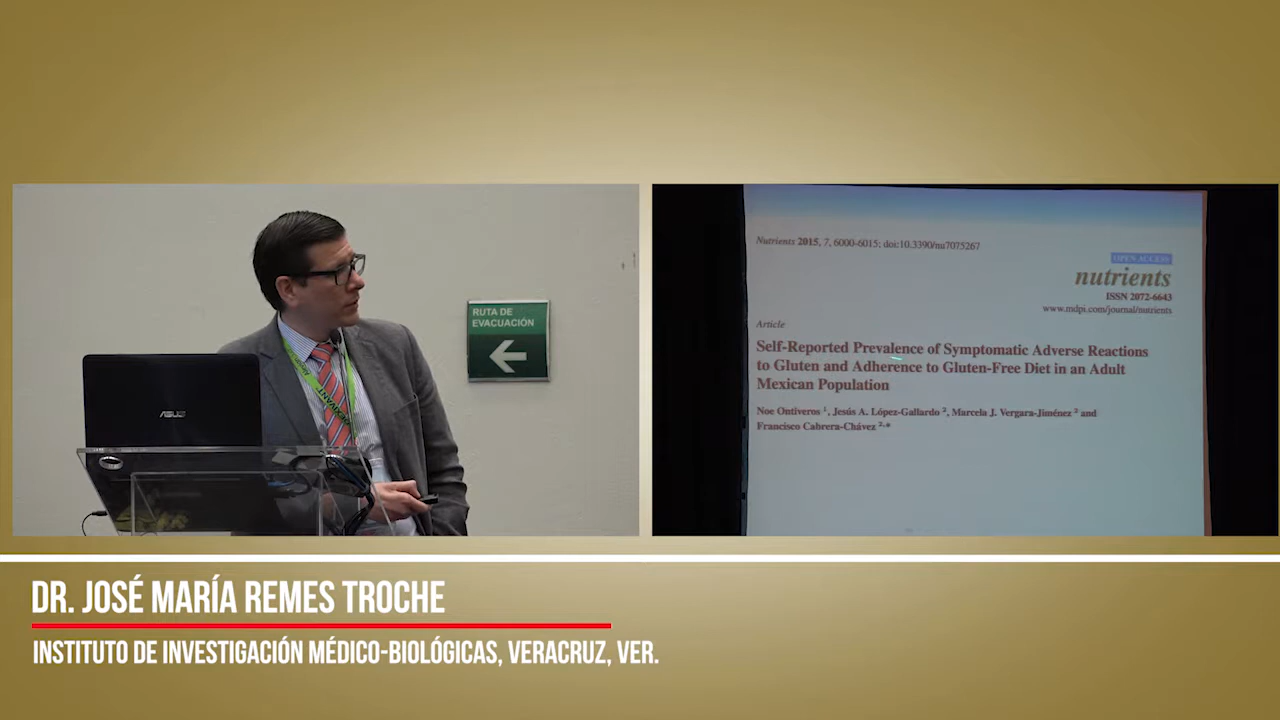 RUTA DE
EVACUACIÓN
ASUS
Nutrients 2015, 7, 6000-6015; doi:10.3390/nu7075267
OPEN ACCESS
nutrients
ISSN 2072-6643
www.mdpi.com/journal/nutrients
Article
Self-Reported Prevalence of Symptomatic Adverse Reactions
to Gluten and Adherence to Gluten-Free Diet in an Adult
Mexican Population
Noe Ontiveros 1, Jesús A. López-Gallardo 2, Marcela J. Vergara-Jiménez 2 and
Francisco Cabrera-Chávez 2,*
DR. JOSÉ MARÍA REMES TROCHE
INSTITUTO DE INVESTIGACIÓN MÉDICO-BIOLÓGICAS, VERACRUZ, VER.